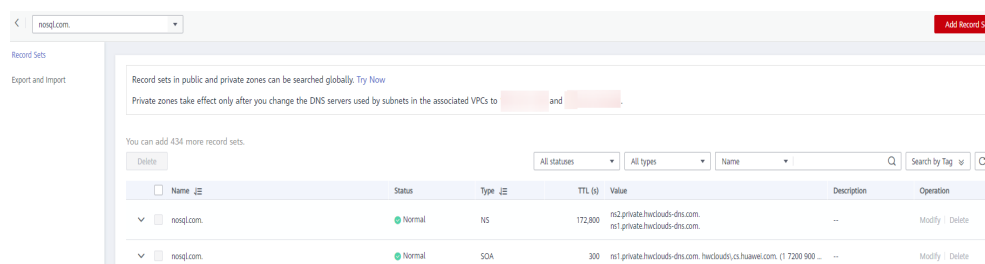 nosql.com.
Add Record S
Record Sets
Export and Import
Record sets in public and private zones can be searched globally. Try Now
Private zones take effect only after you change the DNS servers used by subnets in the associated VPCs to and .
You can add 434 more record sets.
Delete
All statuses All types Name Search by Tag
Name Status Type TTL (s) Value Description Operation
nosql.com. Normal NS 172,800 ns2.private.hwclouds-dns.com. -- Modify Delete
ns1.private.hwclouds-dns.com.
nosql.com. Normal SOA 300 ns1.private.hwclouds-dns.com. hwclouds\.cs.huawei.com. (1 7200 900 ... -- Modify Delete